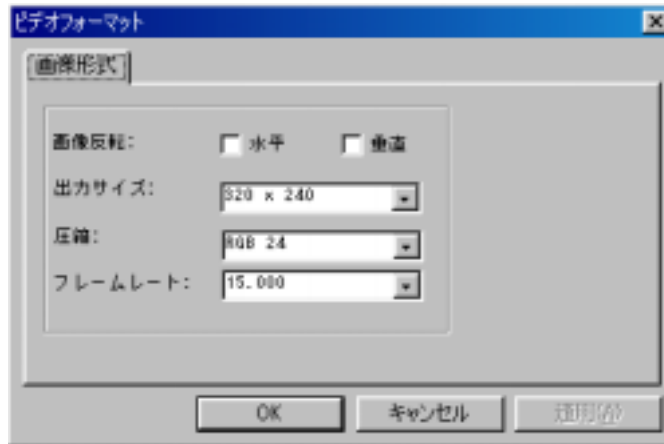 ビデオフォーマット
画像形式
画像反転: 水平 垂直
出力サイズ: 320 x 240
圧縮: RGB 24
フレームレート: 15.000
OK キャンセル 適用(A)